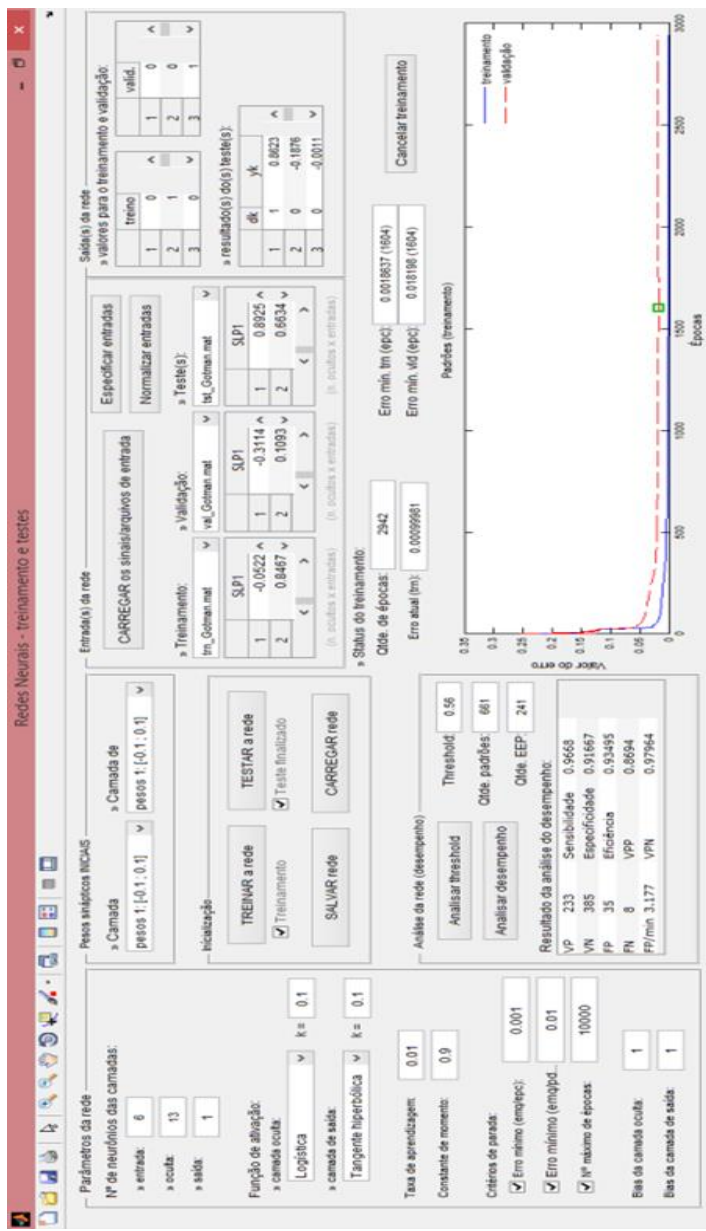 Redes Neurais - treinamento e testes
Parâmetros da rede
Nº de neurônios das camadas:
» entrada: 6
» oculta: 13
» saída: 1
Função de ativação:
» camada oculta:
Logística k = 0.1
» camada de saída:
Tangente hiperbólica k = 0.1
Taxa de aprendizagem: 0.01
Constante de momento: 0.9
Critérios de parada:
Erro mínimo (emq/epc): 0.001
Erro mínimo (emq/pd... 0.01
Nº máximo de épocas: 10000
Bias da camada oculta: 1
Bias da camada de saída: 1
Pesos sinápticos INICIAIS
» Camada » Camada de
pesos 1: [-0.1 ; 0.1] pesos 1: [-0.1 ; 0.1]
Inicialização
TREINAR a rede TESTAR a rede
Treinamento Teste finalizado
SALVAR rede CARREGAR rede
Análise da rede (desempenho)
Analisar threshold Threshold: 0.56
Analisar desempenho Qtde. padrões: 661
Qtde. EEP: 241
Resultado da análise do desempenho:
VP 233 Sensibilidade 0.9668
VN 385 Especificidade 0.91667
FP 35 Eficiência 0.93495
FN 8 VPP 0.8694
FP/min 3.177 VPN 0.97964
Entrada(s) da rede
CARREGAR os sinais/arquivos de entrada
Especificar entradas
Normalizar entradas
» Treinamento: » Validação: » Teste(s):
trn_Gotman.mat val_Gotman.mat tst_Gotman.mat
SLP1 SLP1 SLP1
1 -0.0522 1 -0.3114 1 0.8925
2 0.8467 2 0.1093 2 0.6634
(n. ocultos x entradas) (n. ocultos x entradas) (n. ocultos x entradas)
Saída(s) da rede
» valores para o treinamento e validação:
treino valid.
1 0 1 0
2 1 2 0
3 0 3 1
» resultado(s) do(s) teste(s):
dk yk
1 1 0.8623
2 0 -0.1876
3 0 -0.0011
» Status do treinamento:
Qtde. de épocas: 2942 Erro mín. trn (epc): 0.0018637 (1604)
Erro atual (trn): 0.00099981 Erro mín. vld (epc): 0.018198 (1604)
Cancelar treinamento
Padrões (treinamento)
treinamento
validação
Valor do erro
0.35
0.3
0.25
0.2
0.15
0.1
0.05
0
0 500 1000 1500 2000 2500 3000
Épocas